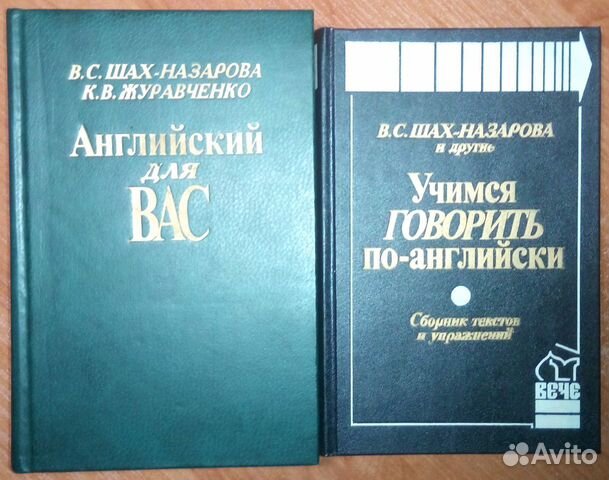 В.С. ШАХ-НАЗАРОВА
К.В. ЖУРАВЧЕНКО
Английский
для
ВАС
В.С. ШАХ-НАЗАРОВА
и другие
Учимся
ГОВОРИТЬ
по-английски
Сборник текстов
и упражнений
ВЕЧЕ
Avito